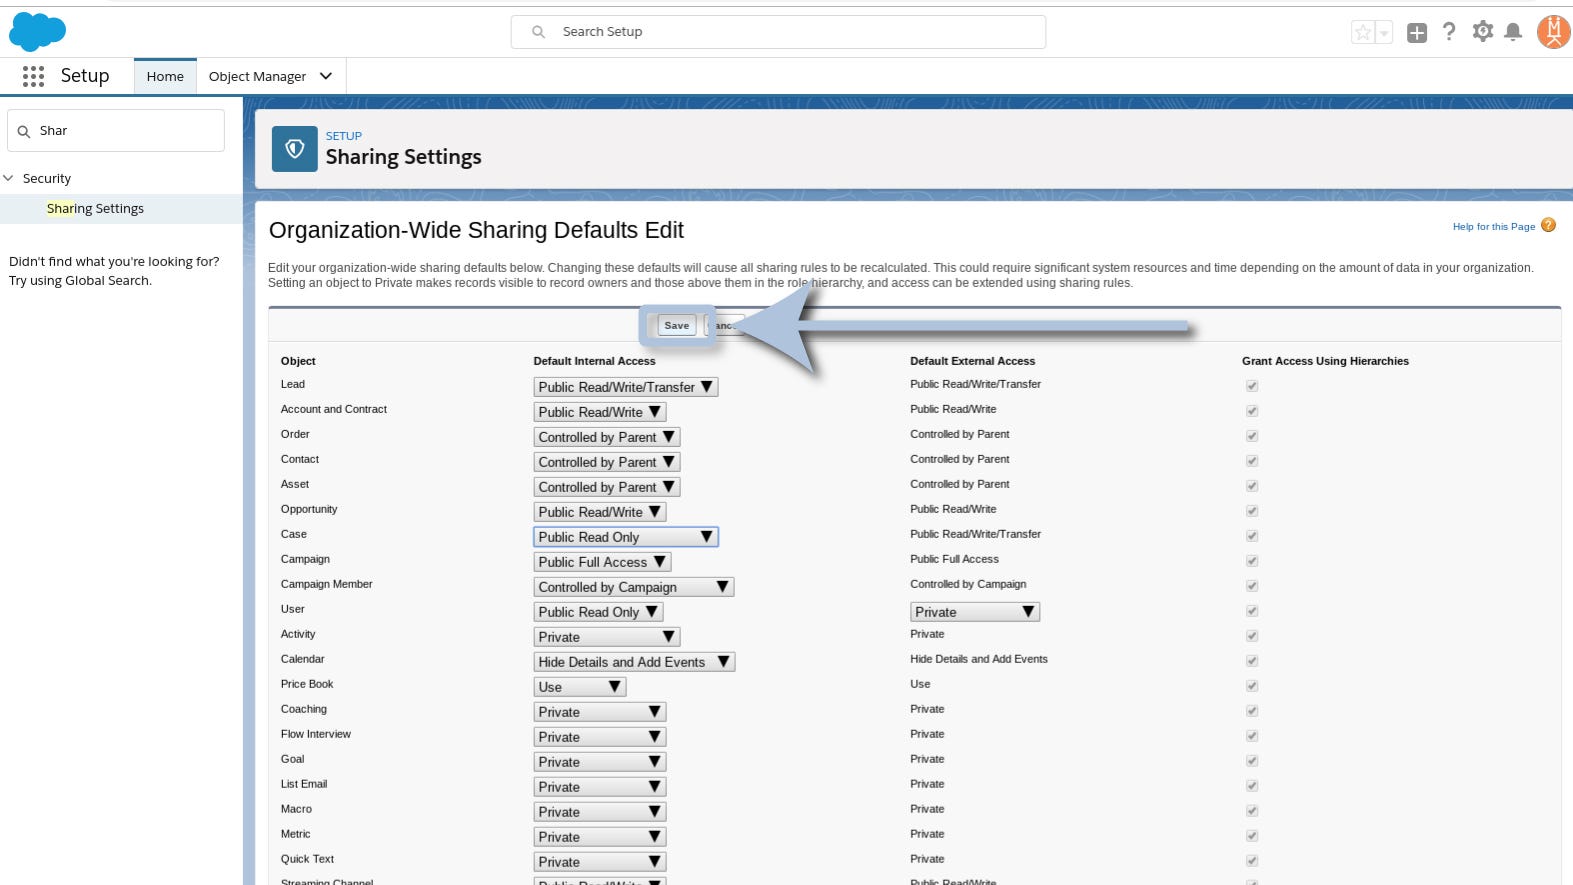 Search Setup
Setup
Home
Object Manager
Shar
Security
Sharing Settings
Didn't find what you're looking for?
Try using Global Search.
SETUP
Sharing Settings
Organization-Wide Sharing Defaults Edit
Help for this Page
Edit your organization-wide sharing defaults below. Changing these defaults will cause all sharing rules to be recalculated. This could require significant system resources and time depending on the amount of data in your organization.
Setting an object to Private makes records visible to record owners and those above them in the role hierarchy, and access can be extended using sharing rules.
Save
Object Default Internal Access Default External Access Grant Access Using Hierarchies
Lead Public Read/Write/Transfer Public Read/Write/Transfer
Account and Contract Public Read/Write Public Read/Write
Order Controlled by Parent Controlled by Parent
Contact Controlled by Parent Controlled by Parent
Asset Controlled by Parent Controlled by Parent
Opportunity Public Read/Write Public Read/Write
Case Public Read Only Public Read/Write/Transfer
Campaign Public Full Access Public Full Access
Campaign Member Controlled by Campaign Controlled by Campaign
User Public Read Only Private
Activity Private Private
Calendar Hide Details and Add Events Hide Details and Add Events
Price Book Use Use
Coaching Private Private
Flow Interview Private Private
Goal Private Private
List Email Private Private
Macro Private Private
Metric Private Private
Quick Text Private Private
Streaming Channel Public Read/Write Public Read/Write